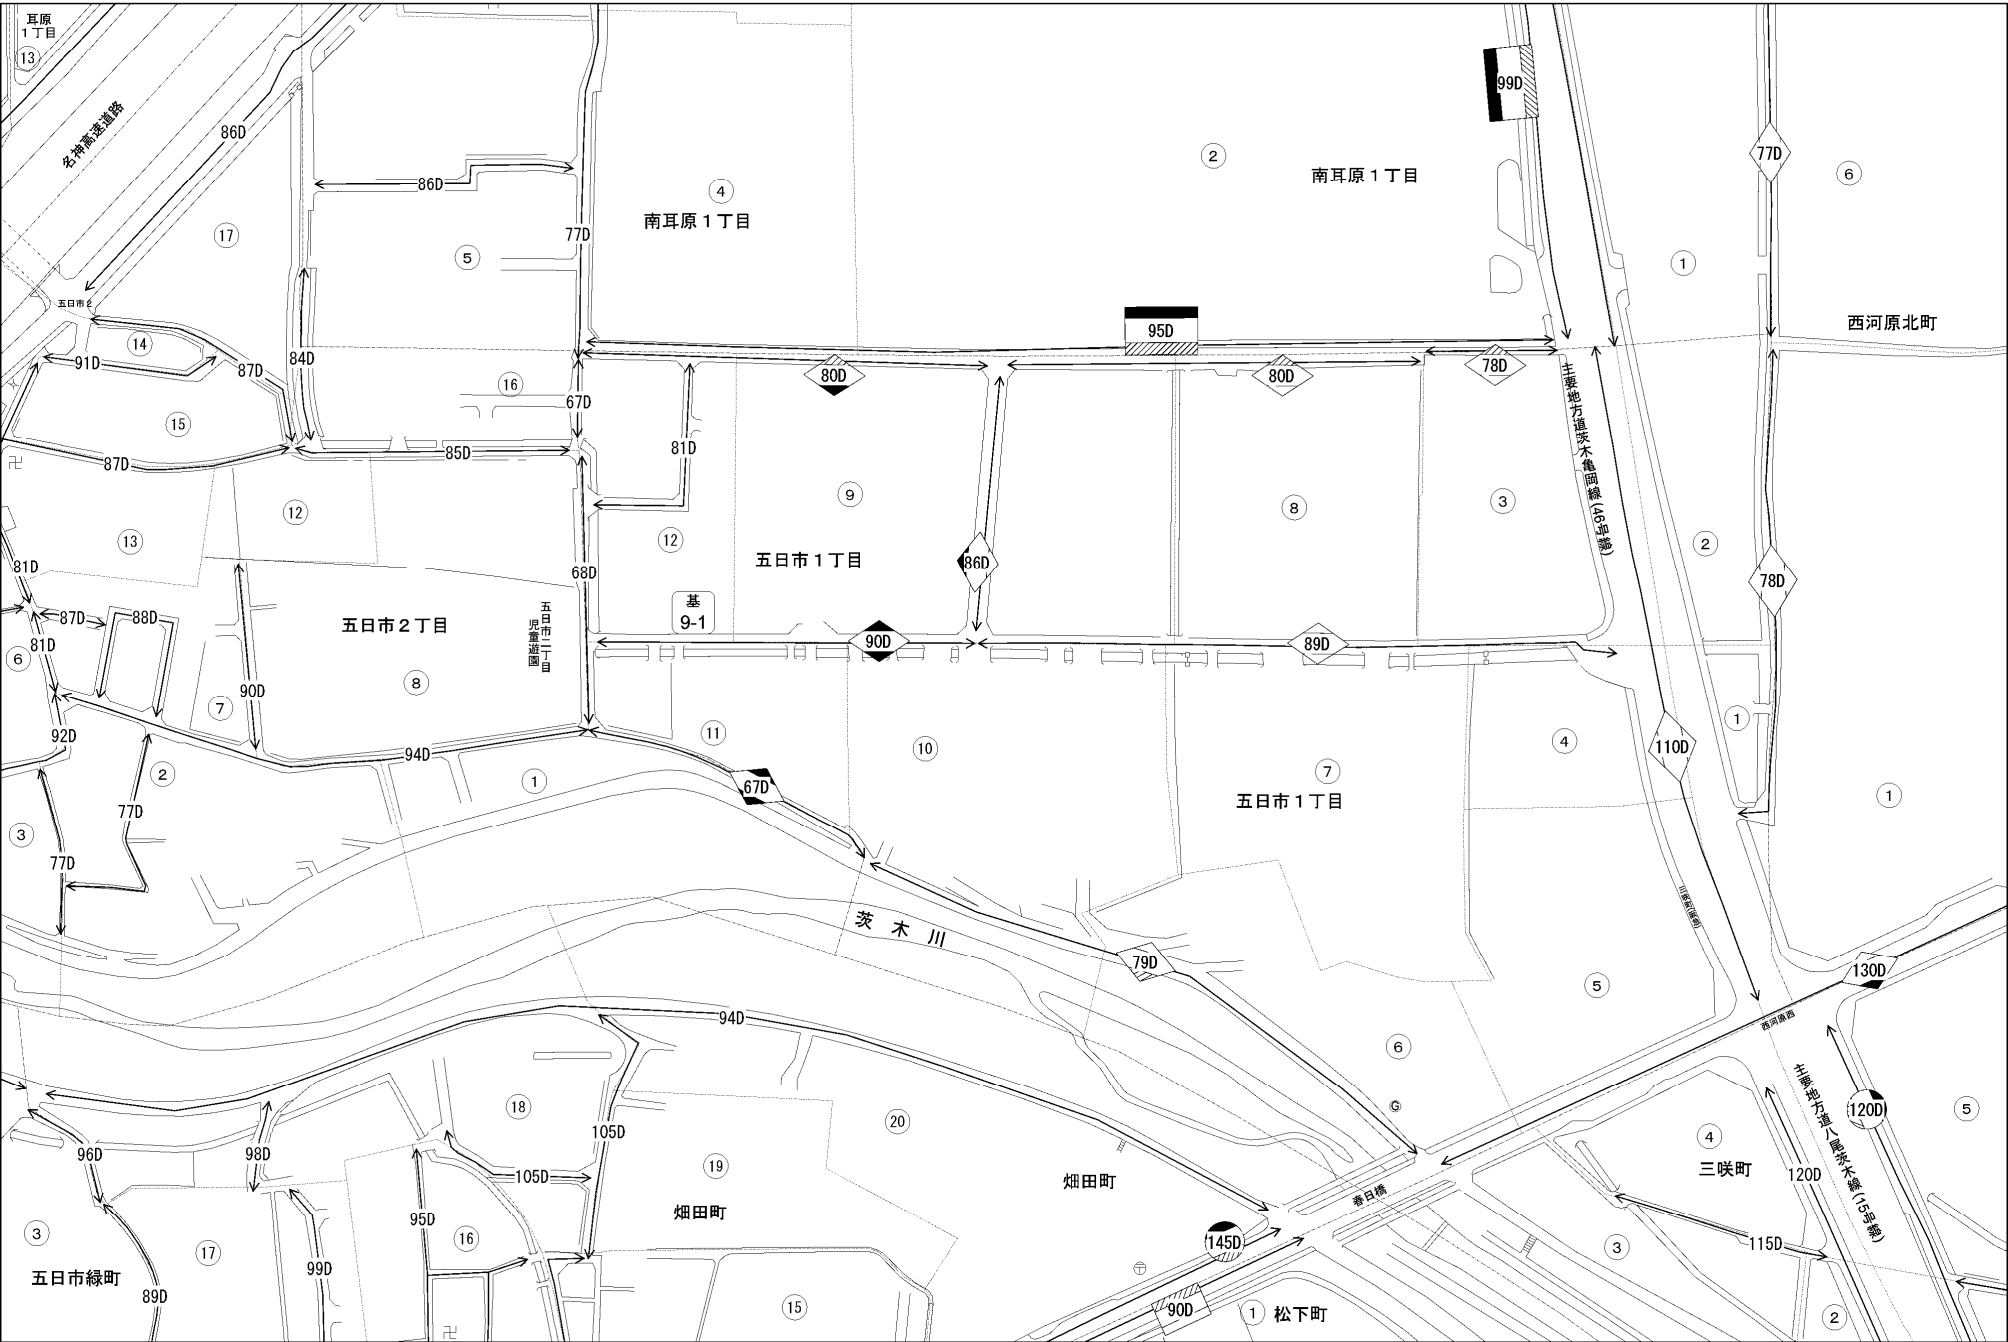 耳原
１丁目
13
99D
名神高速道路
86D
77D
②
６
86D
④
南耳原１丁目
南耳原１丁目
17
77D
５
１
五日市２
95D
西河原北町
14
91D
87D
84D
80D
80D
78D
16
67D
主要地方道茨木亀岡線(46号線)
15
81D
85D
87D
卍
９
８
３
12
13
12
２
五日市１丁目
86D
81D
68D
78D
87D
88D
五日市２丁目
五日市二丁目
児童遊園
基
9-1
81D
90D
89D
６
90D
８
７
92D
94D
11
10
４
１
110D
２
１
67D
７
五日市１丁目
１
77D
３
77D
茨木川
79D
130D
５
94D
西河原西
６
主要地方道八尾茨木線(15号線)
18
20
G
120D
５
105D
96D
98D
19
４
三咲町
105D
畑田町
120D
春日橋
畑田町
95D
３
16
145D
３
115D
17
五日市緑町
99D
89D
15
90D
１
松下町
２
卍